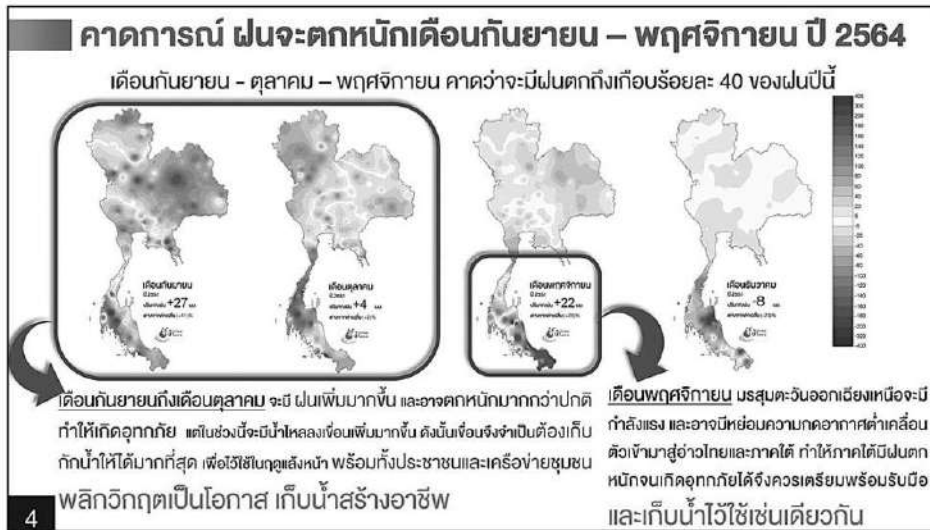 คาดการณ์ ฝนจะตกหนักเดือนกันยายน – พฤศจิกายน ปี 2564
เดือนกันยายน - ตุลาคม – พฤศจิกายน คาดว่าจะมีฝนตกถึงเกือบร้อยละ 40 ของฝนปีนี้
เดือนกันยายน
ปี 2564
+27
เดือนตุลาคม
ปี 2564
+4
เดือนพฤศจิกายน
ปี 2564
+22
เดือนธันวาคม
ปี 2564
-8
เดือนกันยายนถึงเดือนตุลาคม จะมี ฝนเพิ่มมากขึ้น และอาจตกหนักมากกว่าปกติ
ทำให้เกิดอุทกภัย แต่ในช่วงนี้จะมีน้ำไหลลงเขื่อนเพิ่มมากขึ้น ดังนั้นเขื่อนจึงจำเป็นต้องเก็บ
กักน้ำให้ได้มากที่สุด เพื่อไว้ใช้ในฤดูแล้งหน้า พร้อมทั้งประชาชนและเครือข่ายชุมชน
พลิกวิกฤตเป็นโอกาส เก็บน้ำสร้างอาชีพ
เดือนพฤศจิกายน มรสุมตะวันออกเฉียงเหนือจะมี
กำลังแรง และอาจมีหย่อมความกดอากาศต่ำเคลื่อน
ตัวเข้ามาสู่อ่าวไทยและภาคใต้ ทำให้ภาคใต้มีฝนตก
หนักจนเกิดอุทกภัยได้จึงควรเตรียมพร้อมรับมือ
และเก็บน้ำไว้ใช้เช่นเดียวกัน
4